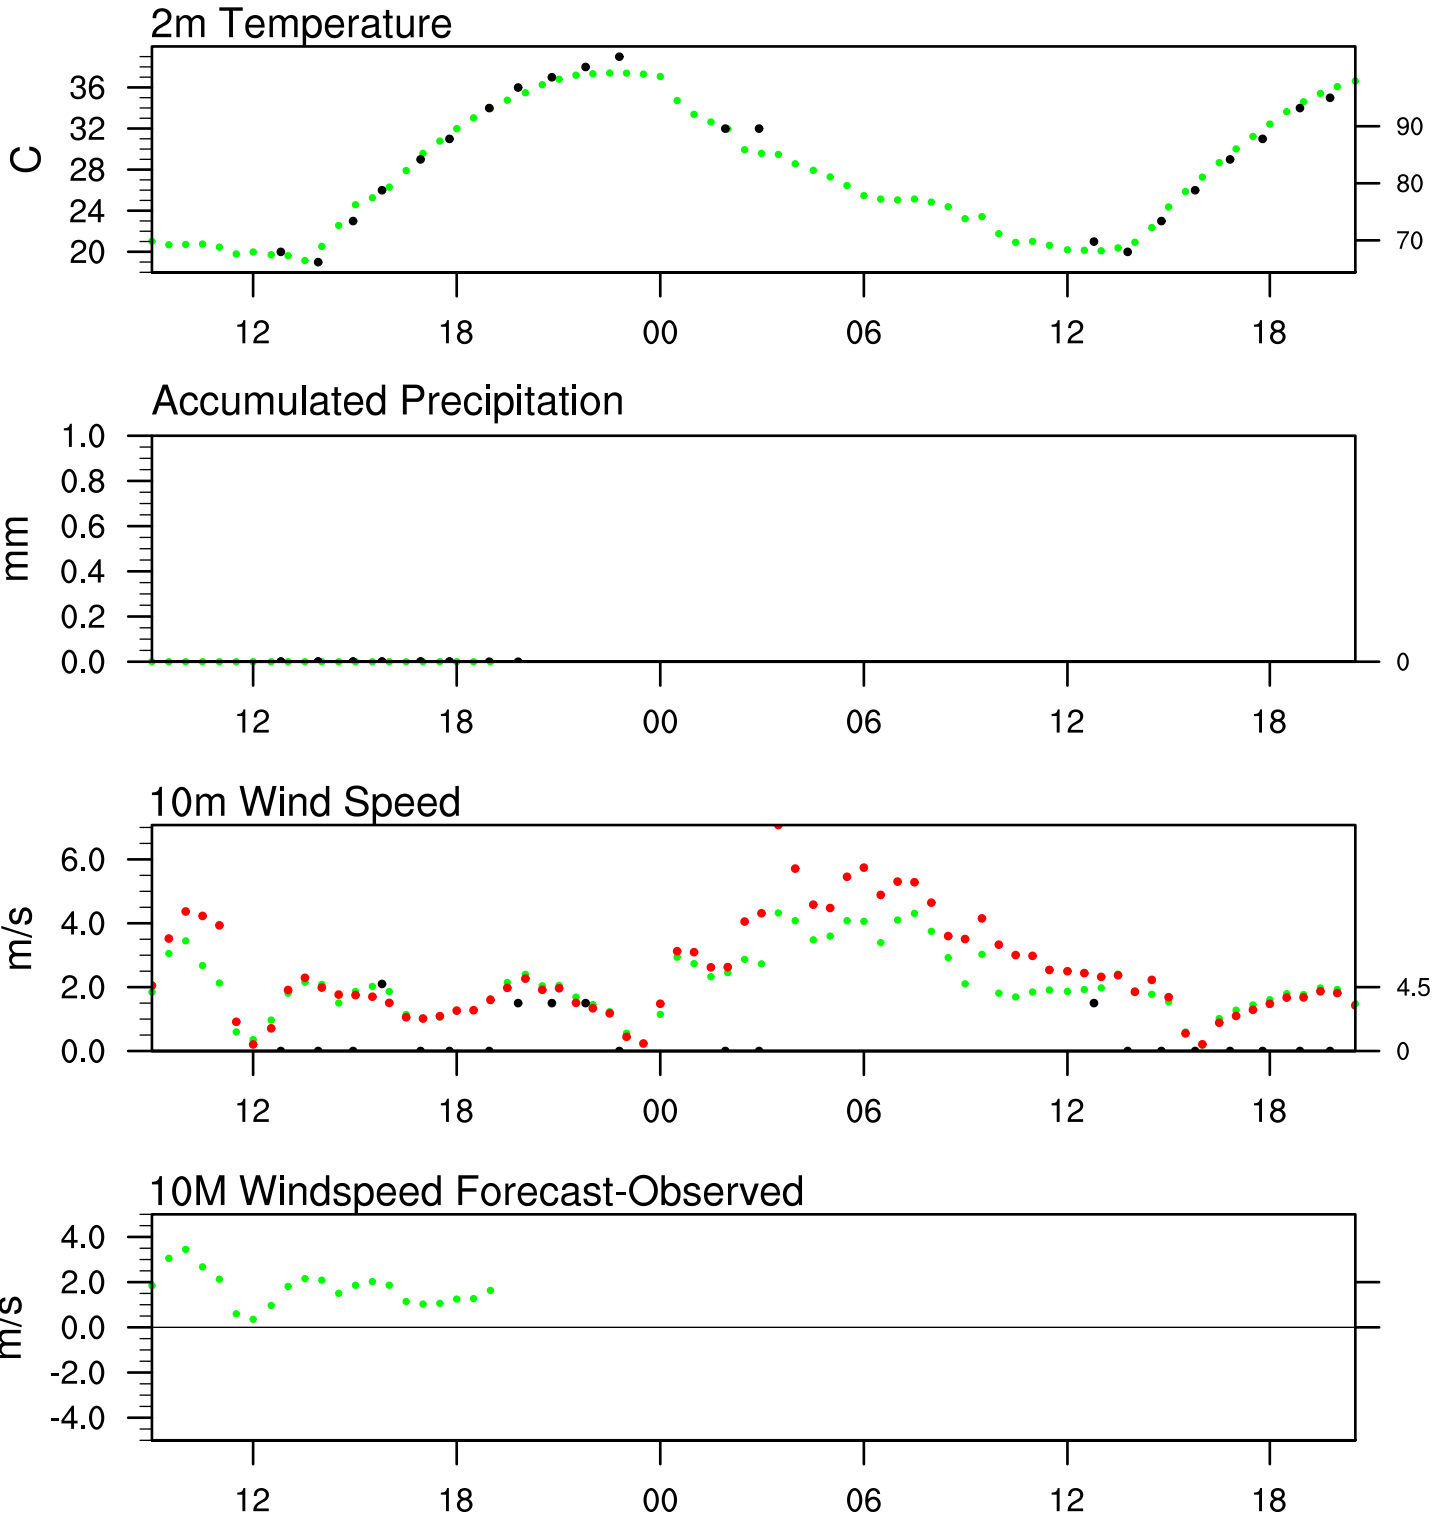 2m Temperature
C
36
32
28
24
20
90
80
70
12 18 00 06 12 18
Accumulated Precipitation
mm
1.0
0.8
0.6
0.4
0.2
0.0
0
12 18 00 06 12 18
10m Wind Speed
m/s
6.0
4.0
2.0
0.0
4.5
0
12 18 00 06 12 18
10M Windspeed Forecast-Observed
m/s
4.0
2.0
0.0
-2.0
-4.0
12 18 00 06 12 18